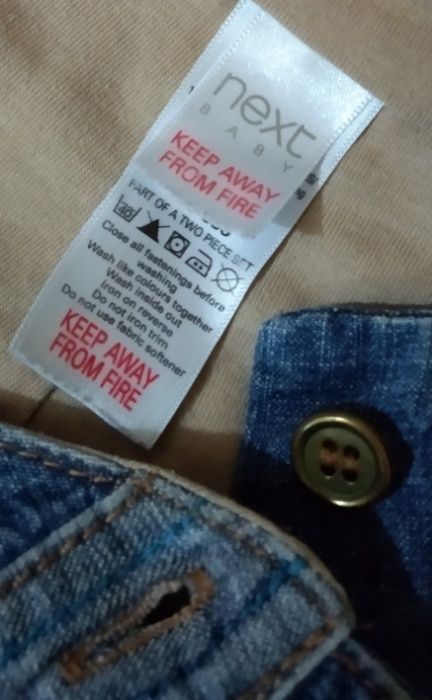 next
BABY
KEEP AWAY
FROM FIRE
PART OF A TWO PIECE SET
40
Close all fastenings before
washing
Wash like colours together
Wash inside out
Iron on reverse
Do not iron trim
Do not use fabric softener
KEEP AWAY
FROM FIRE